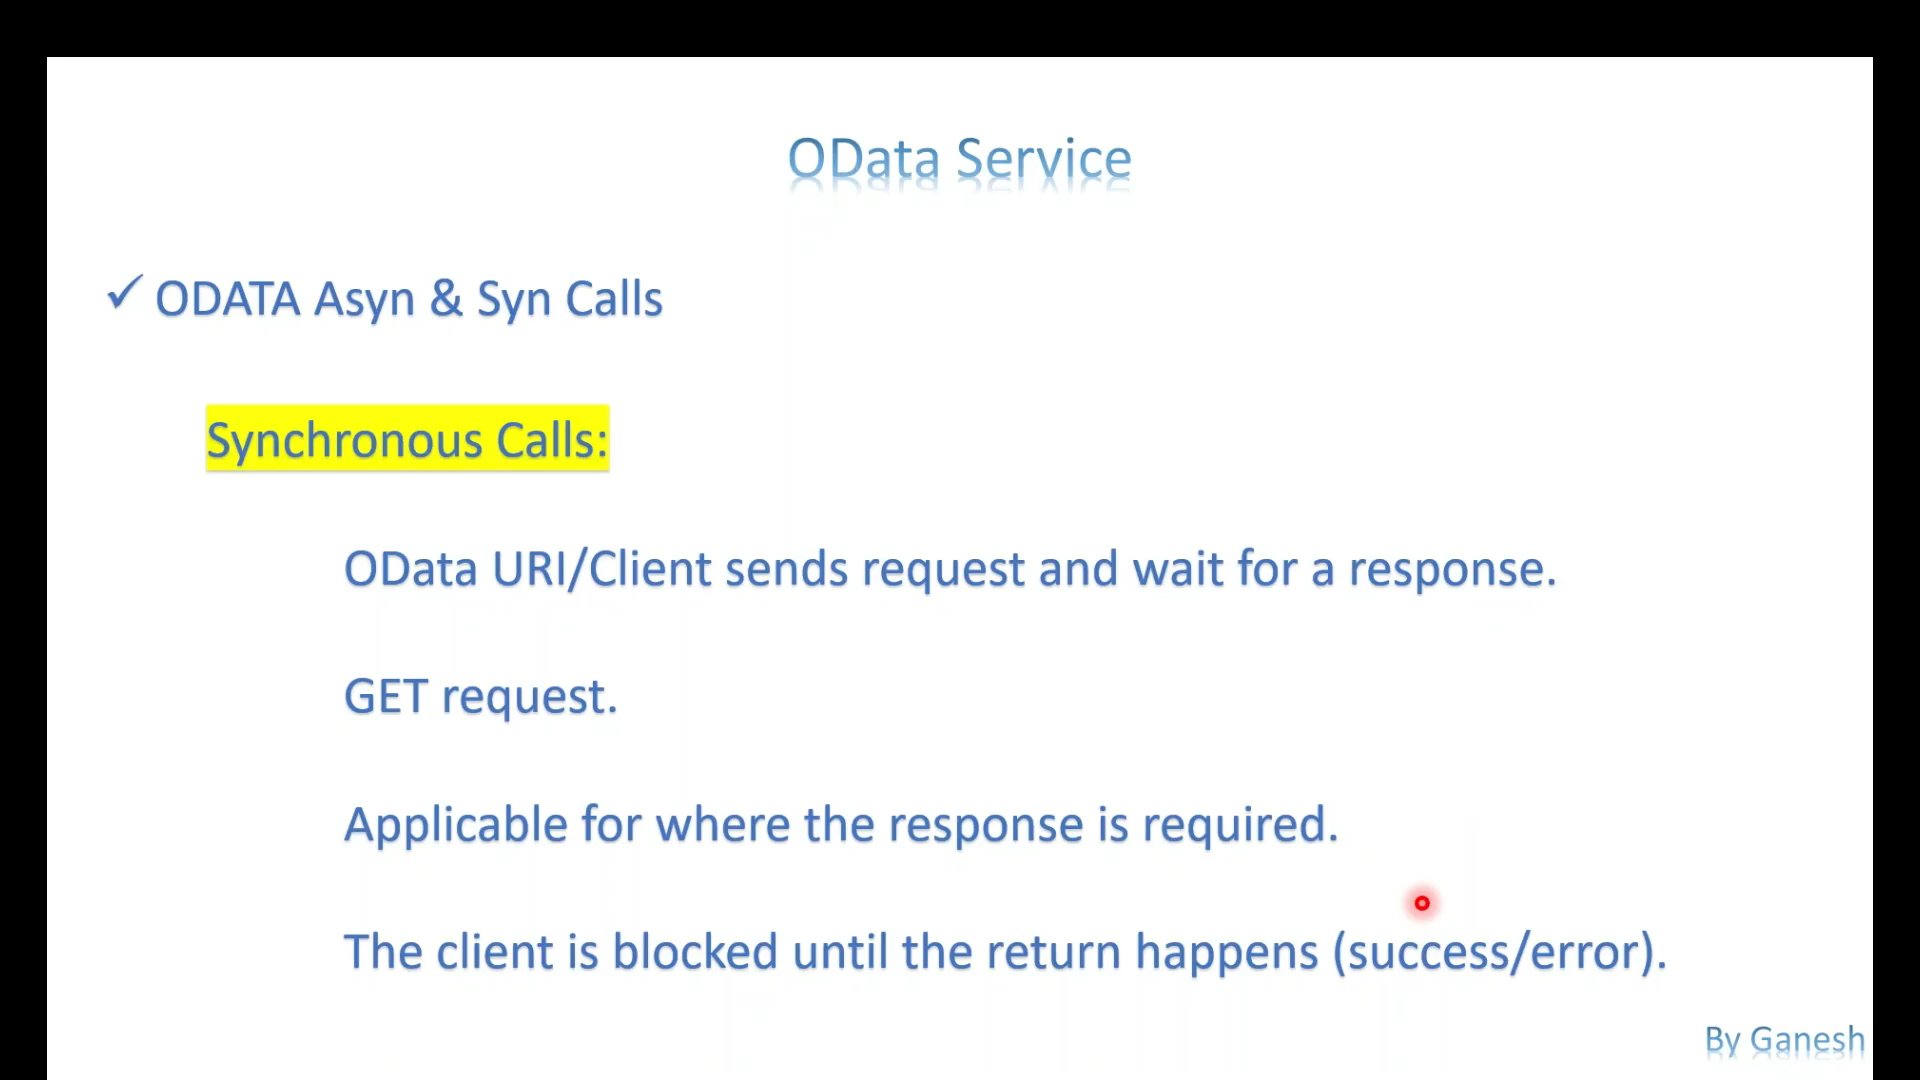 OData Service
✓ ODATA Asyn & Syn Calls
Synchronous Calls:
OData URI/Client sends request and wait for a response.
GET request.
Applicable for where the response is required.
The client is blocked until the return happens (success/error).
By Ganesh